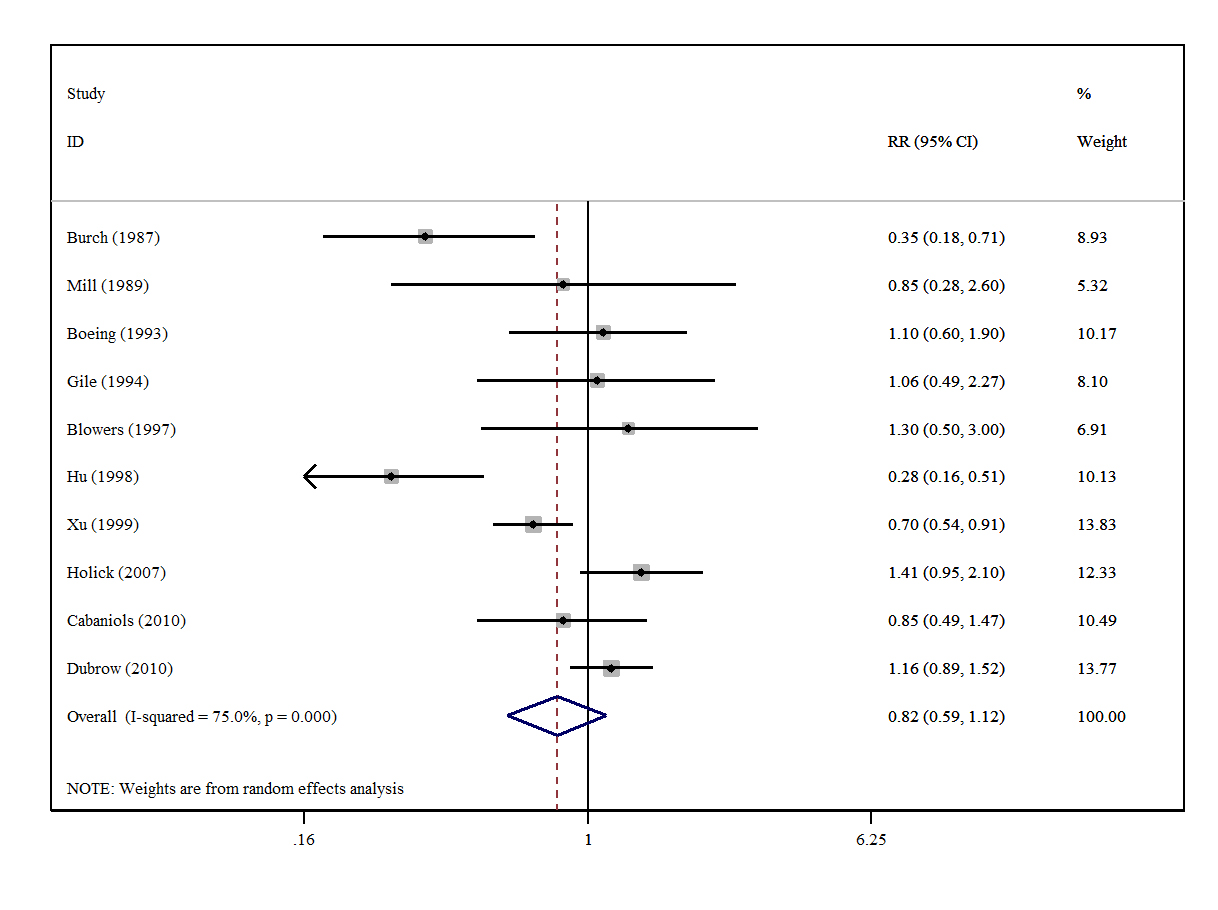 Study %
ID RR (95% CI) Weight
Burch (1987) 0.35 (0.18, 0.71) 8.93
Mill (1989) 0.85 (0.28, 2.60) 5.32
Boeing (1993) 1.10 (0.60, 1.90) 10.17
Gile (1994) 1.06 (0.49, 2.27) 8.10
Blowers (1997) 1.30 (0.50, 3.00) 6.91
Hu (1998) 0.28 (0.16, 0.51) 10.13
Xu (1999) 0.70 (0.54, 0.91) 13.83
Holick (2007) 1.41 (0.95, 2.10) 12.33
Cabaniols (2010) 0.85 (0.49, 1.47) 10.49
Dubrow (2010) 1.16 (0.89, 1.52) 13.77
Overall (I-squared = 75.0%, p = 0.000) 0.82 (0.59, 1.12) 100.00
NOTE: Weights are from random effects analysis
.16 1 6.25